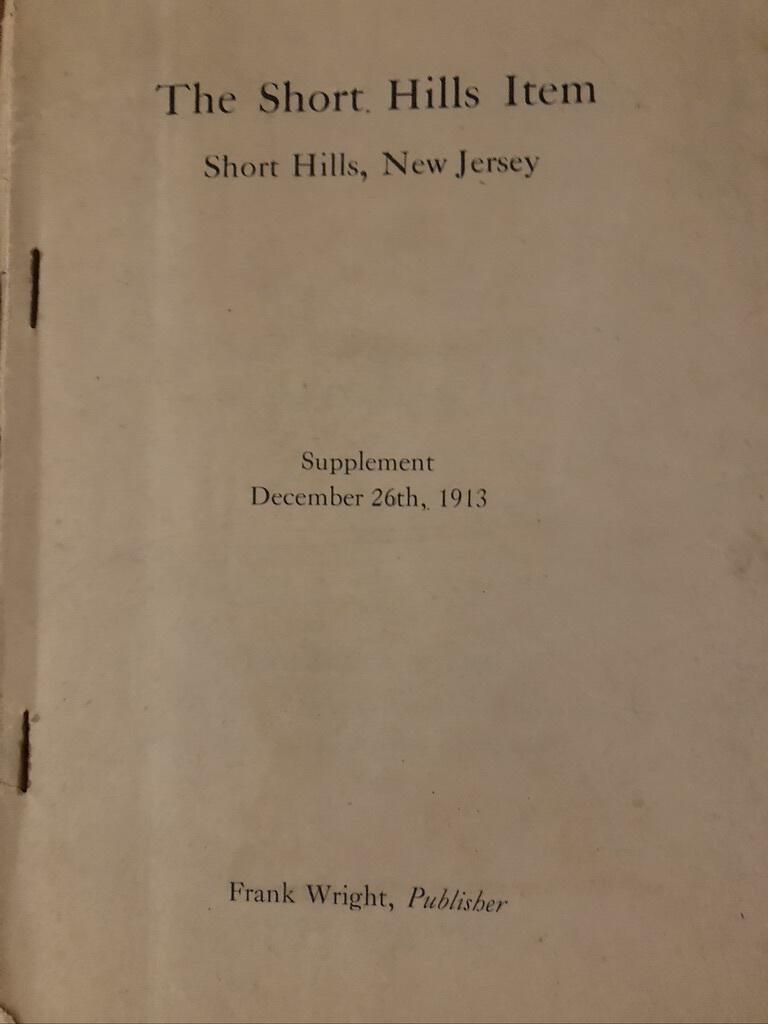 The Short Hills Item
Short Hills, New Jersey
Supplement
December 26th, 1913
Frank Wright, Publisher